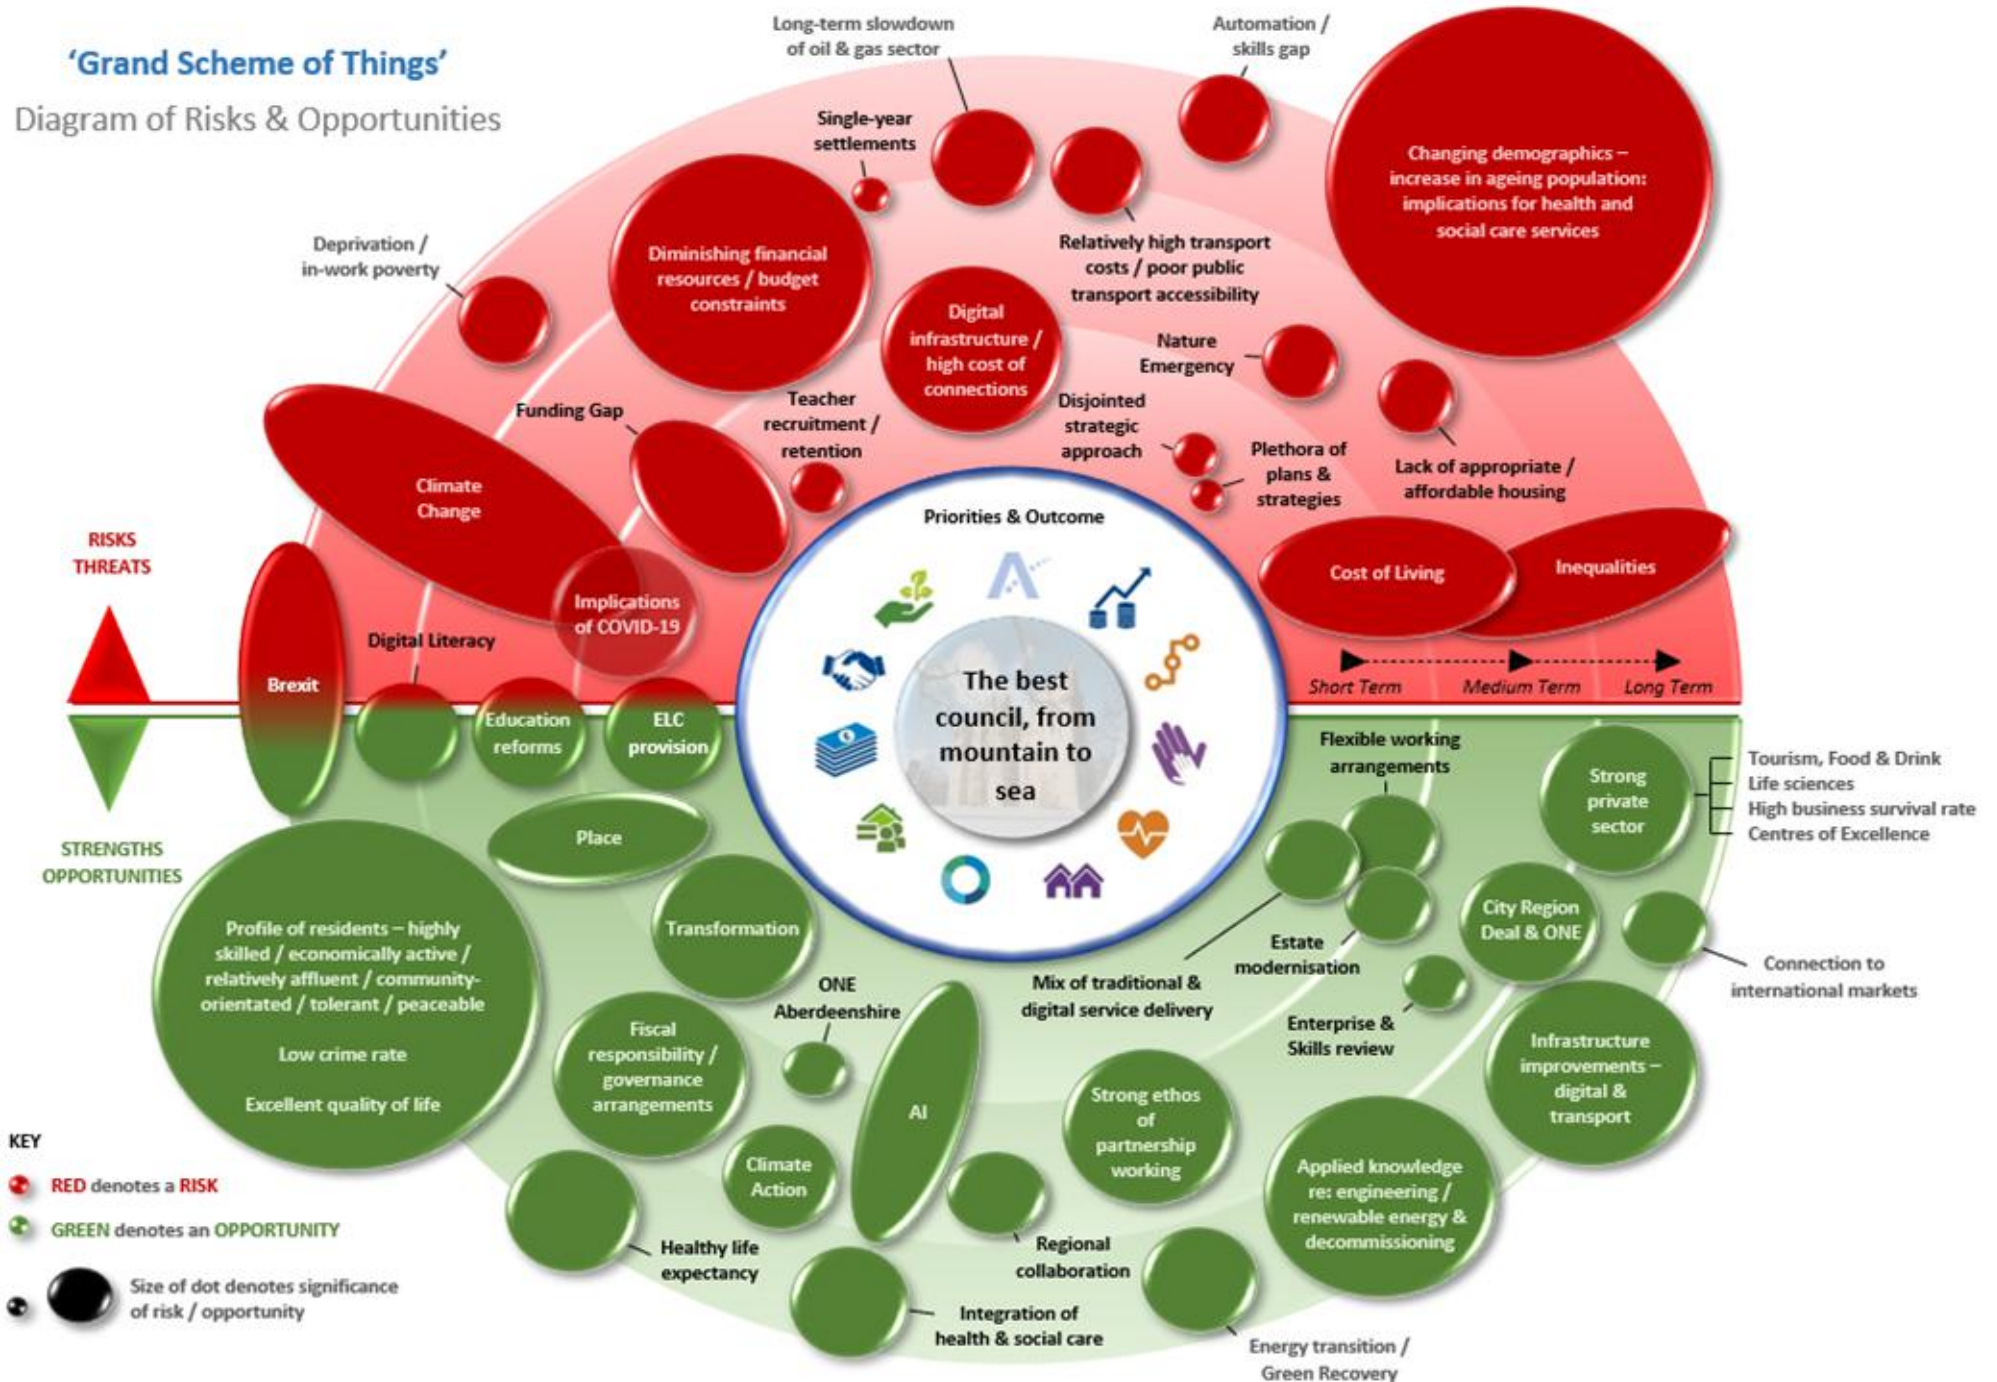 ‘Grand Scheme of Things’
Diagram of Risks & Opportunities
Long-term slowdown
of oil & gas sector
Automation /
skills gap
Single-year
settlements
Changing demographics –
increase in ageing population:
implications for health and
social care services
Deprivation /
in-work poverty
Diminishing financial
resources / budget
constraints
Relatively high transport
costs / poor public
transport accessibility
Digital
infrastructure /
high cost of
connections
Nature
Emergency
Funding Gap
Teacher
recruitment /
retention
Disjointed
strategic
approach
Plethora of
plans &
strategies
Lack of appropriate /
affordable housing
Climate
Change
RISKS
THREATS
Implications
of COVID-19
Cost of Living
Inequalities
Digital Literacy
Brexit
Short Term
Medium Term
Long Term
Priorities & Outcome
The best
council, from
mountain to
sea
Education
reforms
ELC
provision
Flexible working
arrangements
Strong
private
sector
Tourism, Food & Drink
Life sciences
High business survival rate
Centres of Excellence
STRENGTHS
OPPORTUNITIES
Place
Transformation
Profile of residents – highly
skilled / economically active /
relatively affluent / community-
orientated / tolerant / peaceable
Low crime rate
Excellent quality of life
City Region
Deal & ONE
Estate
modernisation
Connection to
international markets
Mix of traditional &
digital service delivery
ONE
Aberdeenshire
Enterprise &
Skills review
Fiscal
responsibility /
governance
arrangements
Infrastructure
improvements –
digital &
transport
AI
Strong ethos
of
partnership
working
Climate
Action
Applied knowledge
re: engineering /
renewable energy &
decommissioning
Healthy life
expectancy
Regional
collaboration
Integration of
health & social care
Energy transition /
Green Recovery
KEY
RED denotes a RISK
GREEN denotes an OPPORTUNITY
Size of dot denotes significance
of risk / opportunity